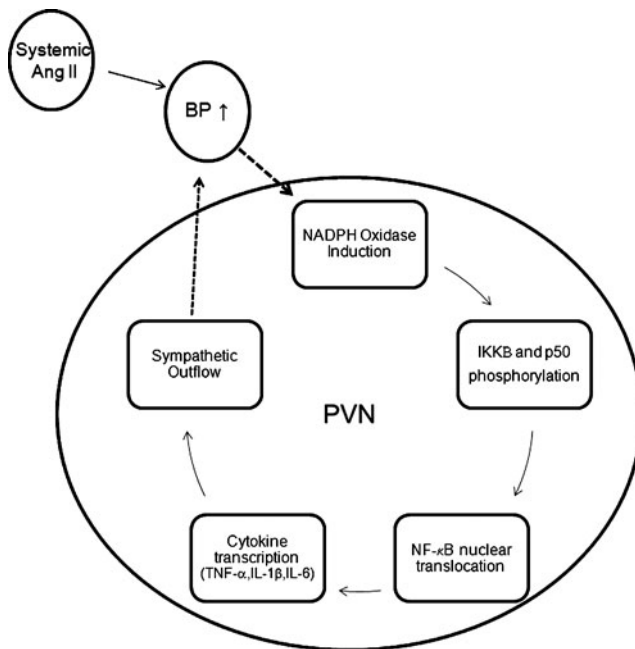 Systemic
Ang II
BP ↑
NADPH Oxidase
Induction
IKKB and p50
phosphorylation
NF-κB nuclear
translocation
Cytokine
transcription
(TNF-α,IL-1β,IL-6)
Sympathetic
Outflow
PVN